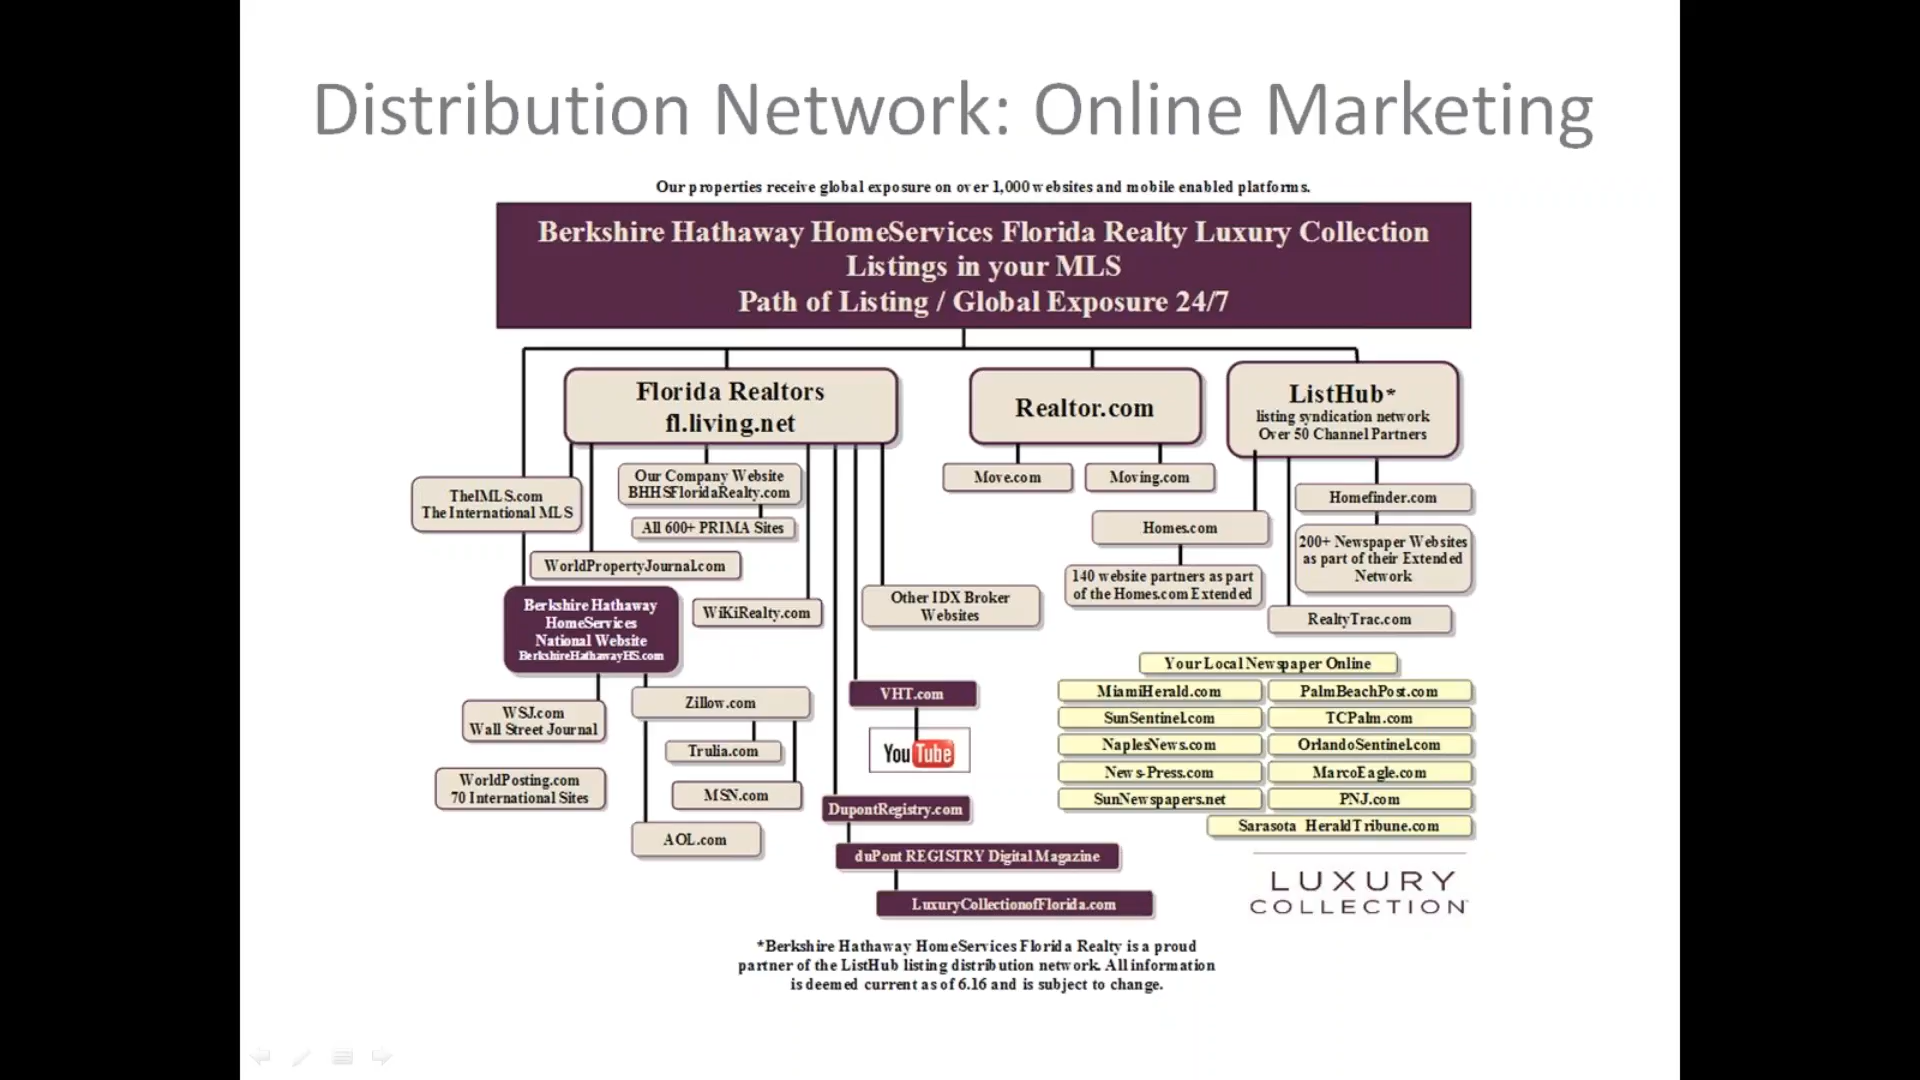 Distribution Network: Online Marketing
Our properties receive global exposure on over 1,000 websites and mobile enabled platforms.
Berkshire Hathaway HomeServices Florida Realty Luxury Collection
Listings in your MLS
Path of Listing / Global Exposure 24/7
Florida Realtors
fl.living.net
Realtor.com
ListHub*
listing syndication network
Over 50 Channel Partners
TheIMLS.com
The International MLS
Our Company Website
BHHSFloridaRealty.com
All 600+ PRIMA Sites
WorldPropertyJournal.com
Move.com
Moving.com
Homefinder.com
Homes.com
200+ Newspaper Websites
as part of their Extended
Network
140 website partners as part
of the Homes.com Extended
Berkshire Hathaway
HomeServices
National Website
BerkshireHathawayHS.com
WiKiRealty.com
Other IDX Broker
Websites
RealtyTrac.com
WSJ.com
Wall Street Journal
Zillow.com
Trulia.com
WorldPosting.com
70 International Sites
MSN.com
AOL.com
VHT.com
YouTube
DupontRegistry.com
duPont REGISTRY Digital Magazine
LuxuryCollectionofFlorida.com
Your Local Newspaper Online
MiamiHerald.com
PalmBeachPost.com
SunSentinel.com
TCPalm.com
NaplesNews.com
OrlandoSentinel.com
News-Press.com
MarcoEagle.com
SunNewspapers.net
PNJ.com
Sarasota HeraldTribune.com
LUXURY
COLLECTION
*Berkshire Hathaway HomeServices Florida Realty is a proud
partner of the ListHub listing distribution network. All information
is deemed current as of 6.16 and is subject to change.